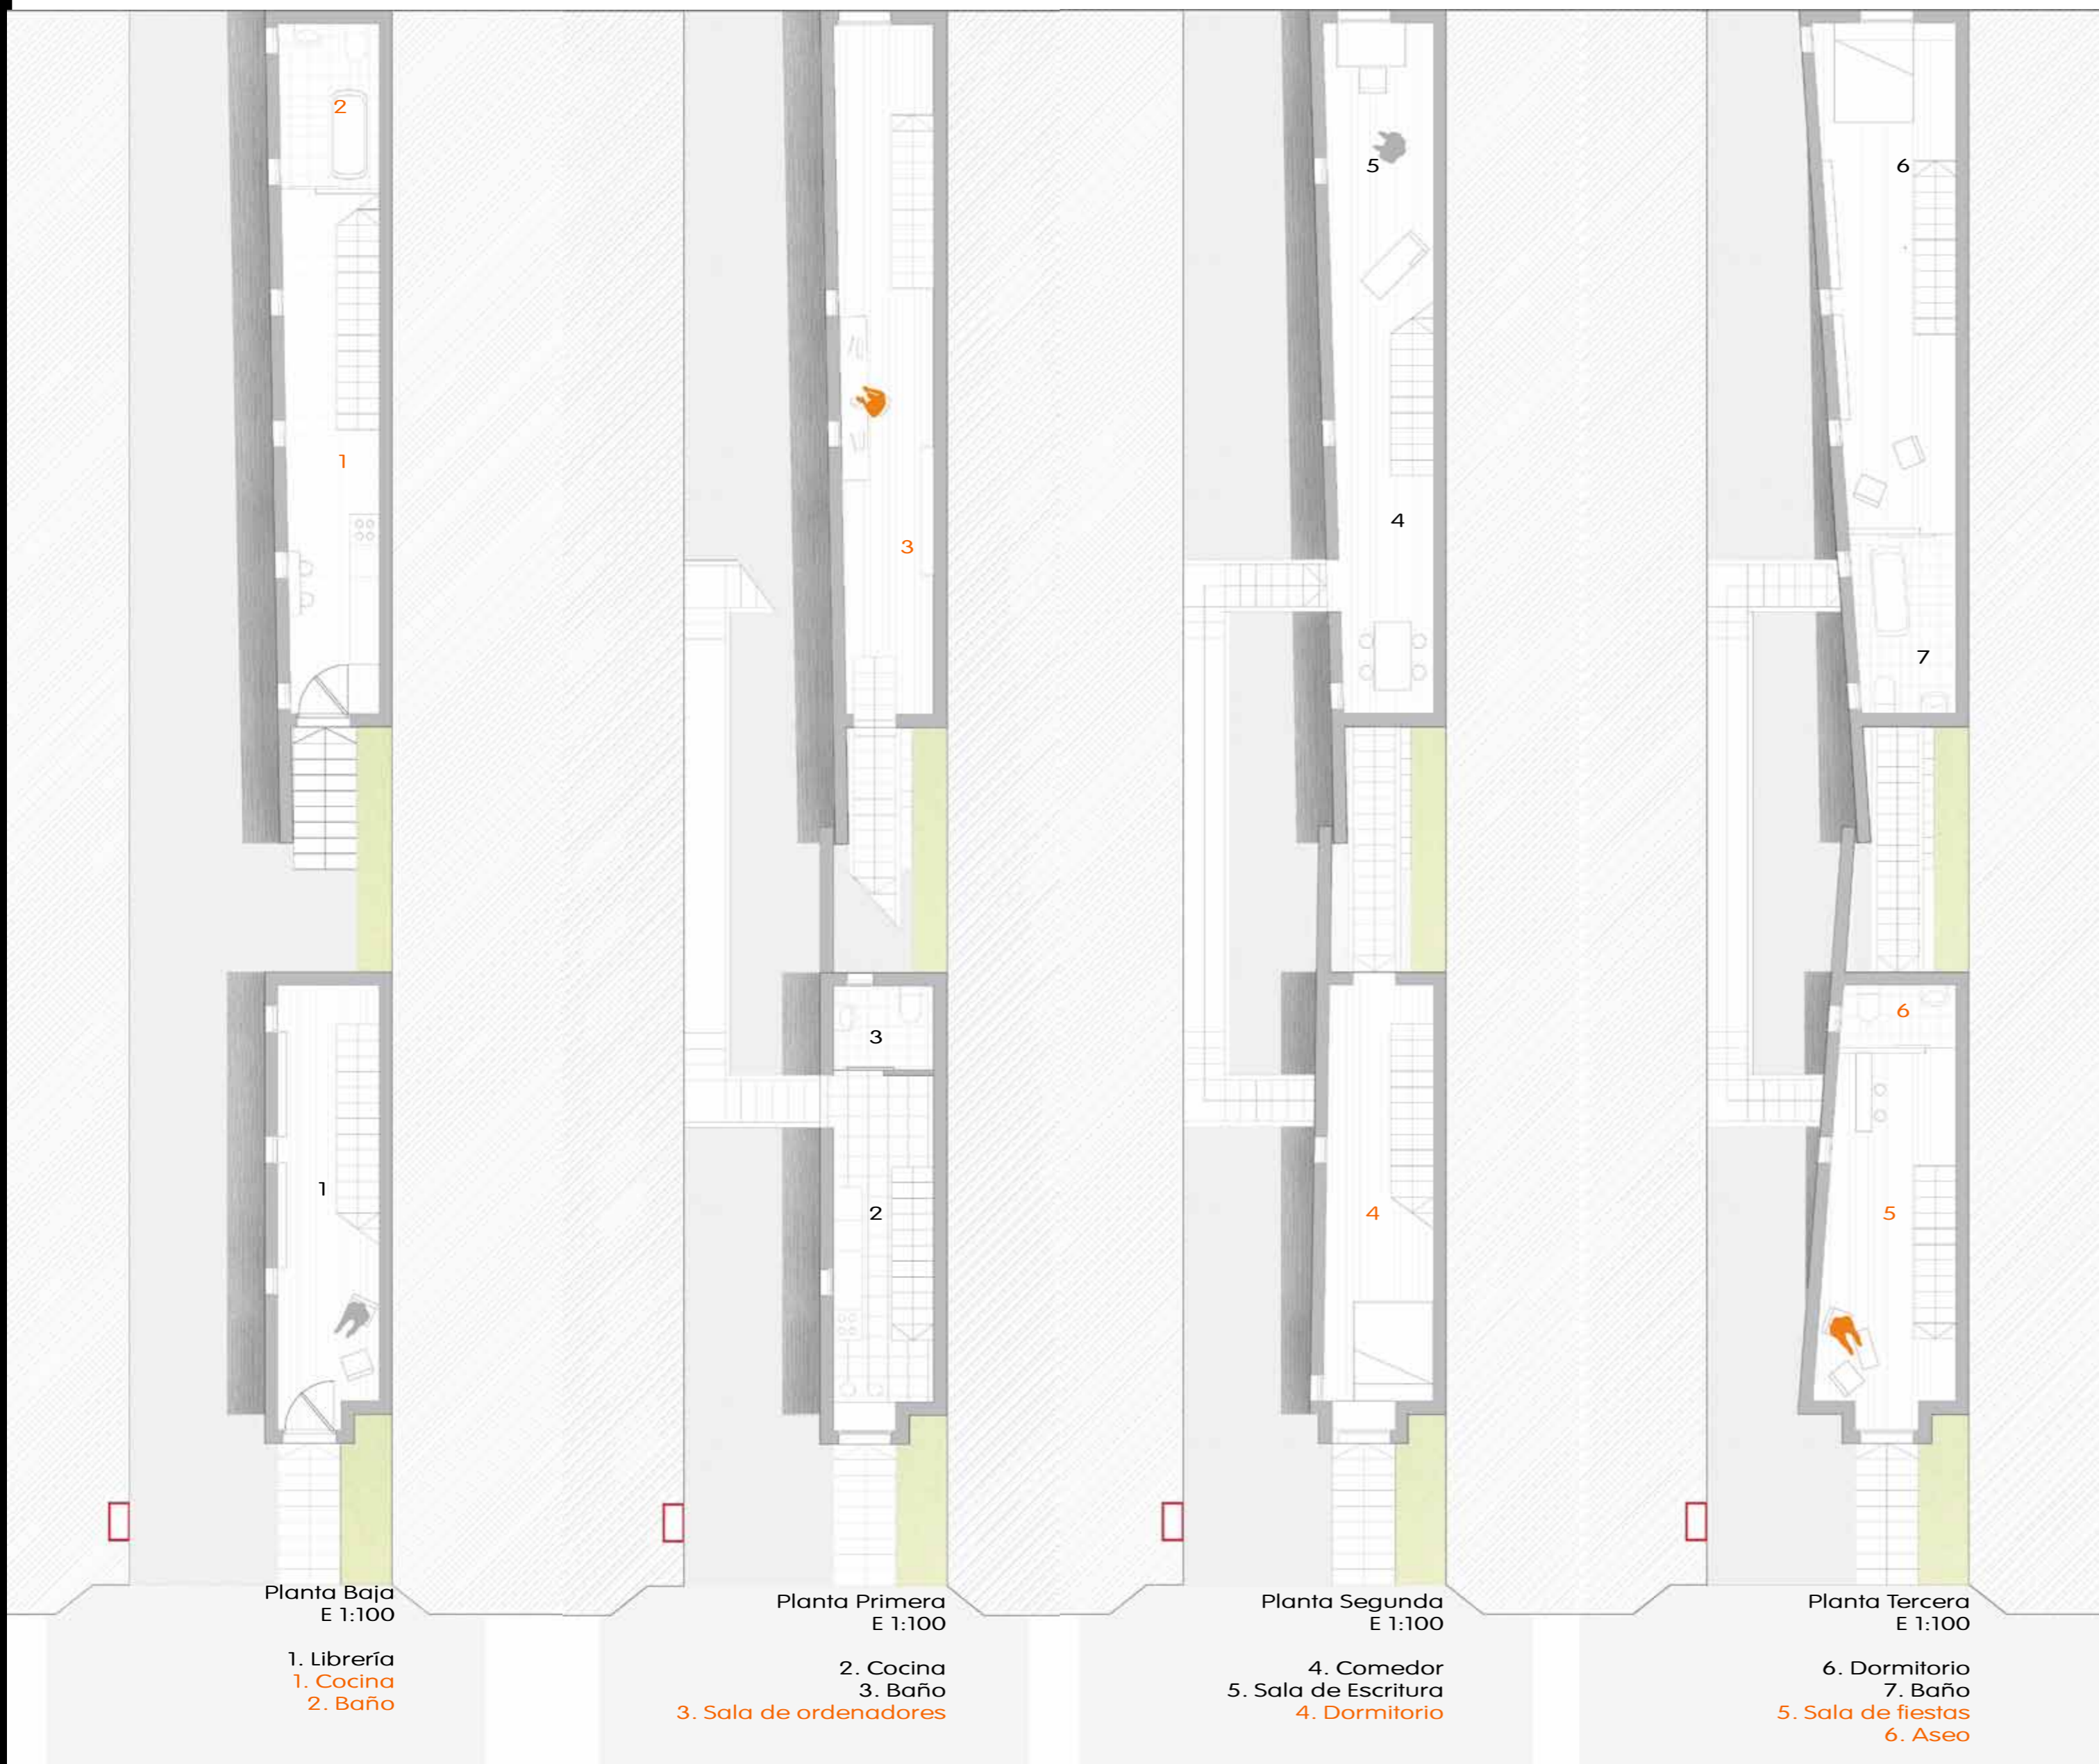 2
1
1
Planta Baja
E 1:100
1. Librería
1. Cocina
2. Baño
3
3
2
Planta Primera
E 1:100
2. Cocina
3. Baño
3. Sala de ordenadores
5
4
4
Planta Segunda
E 1:100
4. Comedor
5. Sala de Escritura
4. Dormitorio
6
7
6
5
Planta Tercera
E 1:100
6. Dormitorio
7. Baño
5. Sala de fiestas
6. Aseo